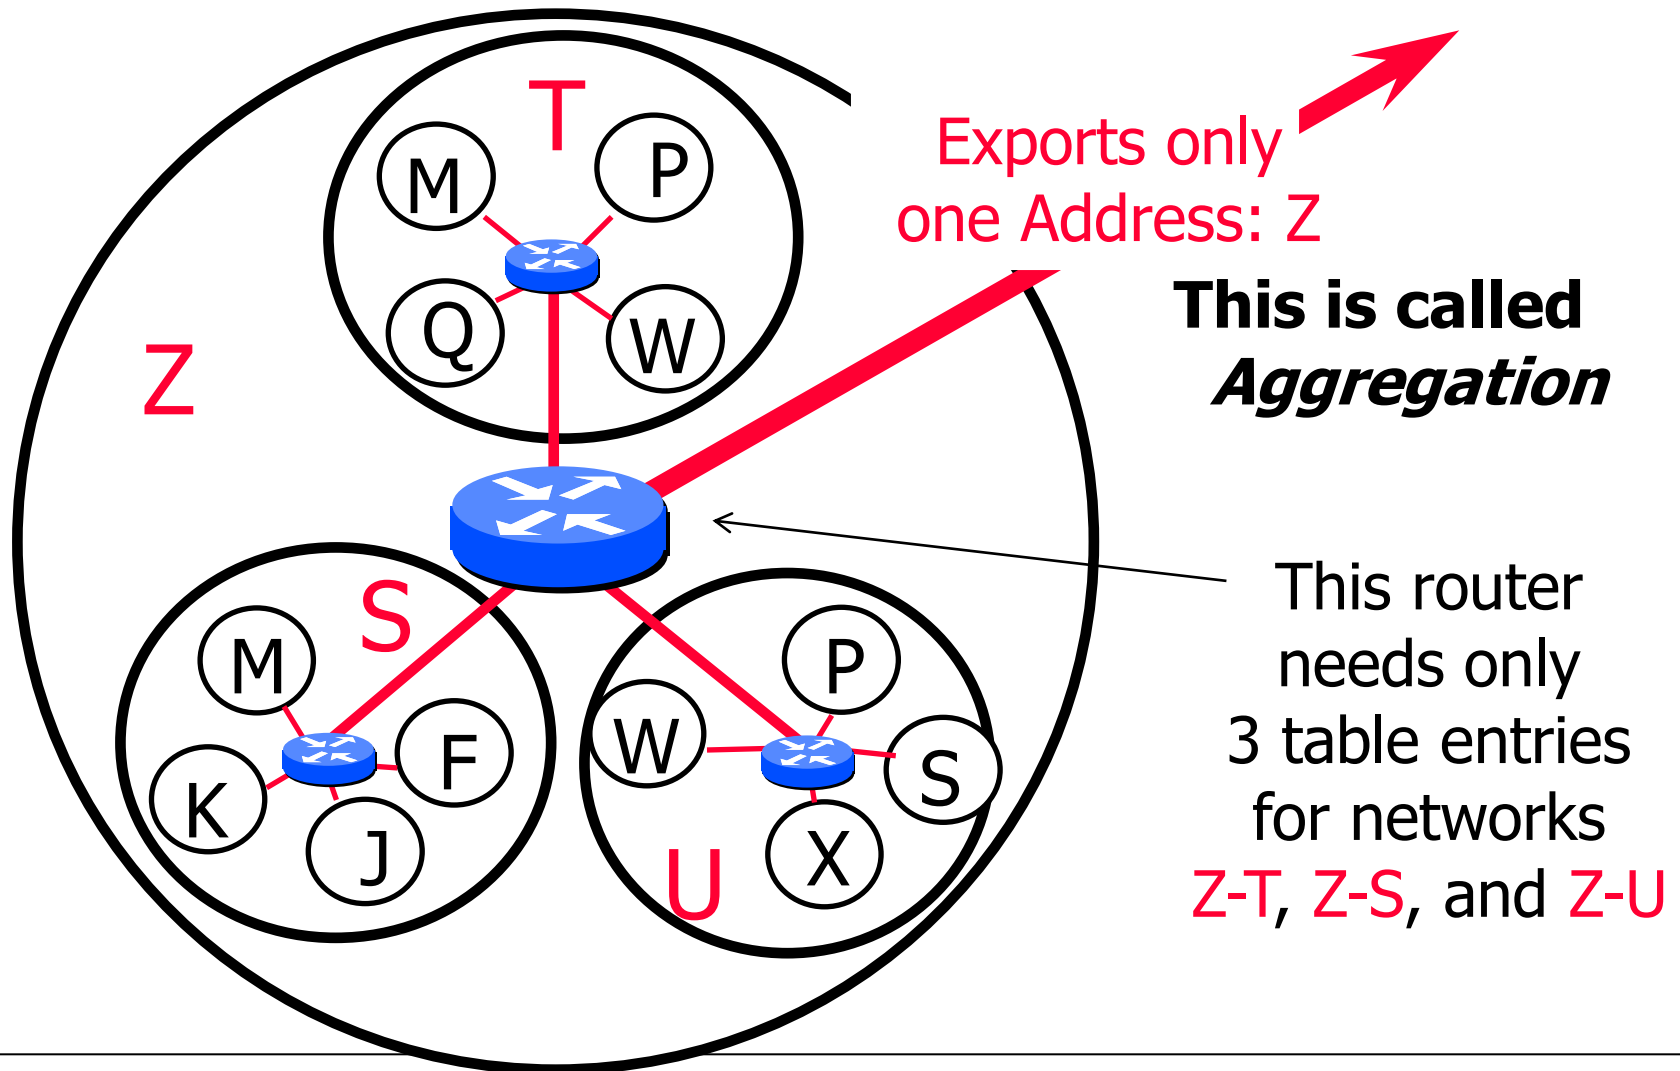 T
M
P
Q
W
Z
Exports only
one Address: Z
This is called
Aggregation
S
M
F
K
J
P
W
S
X
U
This router
needs only
3 table entries
for networks
Z-T, Z-S, and Z-U